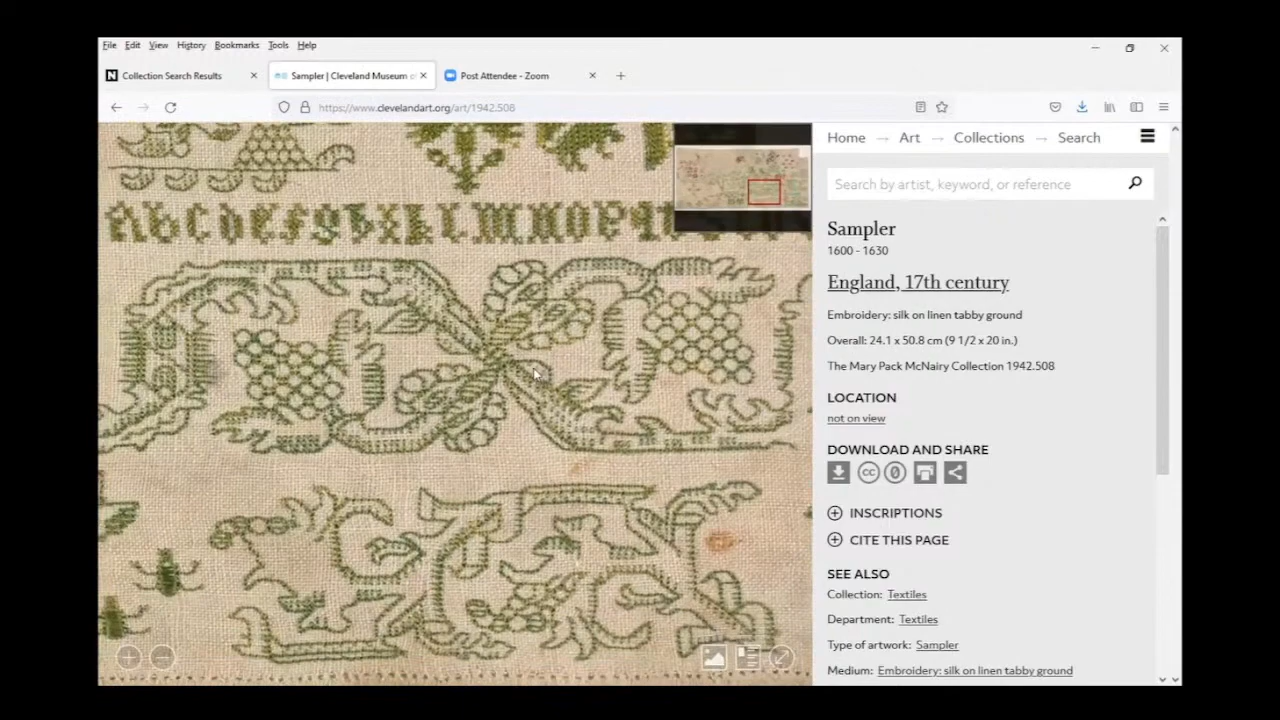 File Edit View History Bookmarks Tools Help
Collection Search Results
Sampler | Cleveland Museum
Post Attendee - Zoom
https://www.clevelandart.org/art/1942.508
Home → Art → Collections → Search
Search by artist, keyword, or reference
Sampler
1600 - 1630
England, 17th century
Embroidery: silk on linen tabby ground
Overall: 24.1 x 50.8 cm (9 1/2 x 20 in.)
The Mary Pack McNairy Collection 1942.508
LOCATION
not on view
DOWNLOAD AND SHARE
cc 0
INSCRIPTIONS
CITE THIS PAGE
SEE ALSO
Collection: Textiles
Department: Textiles
Type of artwork: Sampler
Medium: Embroidery: silk on linen tabby ground